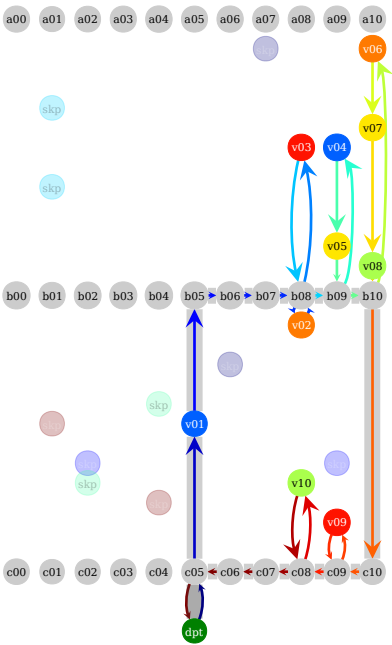 a00 a01 a02 a03 a04 a05 a06 a07 a08 a09 a10
skp v06
skp
v07
v03 v04
skp
v05
v08
b00 b01 b02 b03 b04 b05 b06 b07 b08 b09 b10
v02
skp
skp
skp v01
skp skp
skp v10
skp
v09
c00 c01 c02 c03 c04 c05 c06 c07 c08 c09 c10
dpt